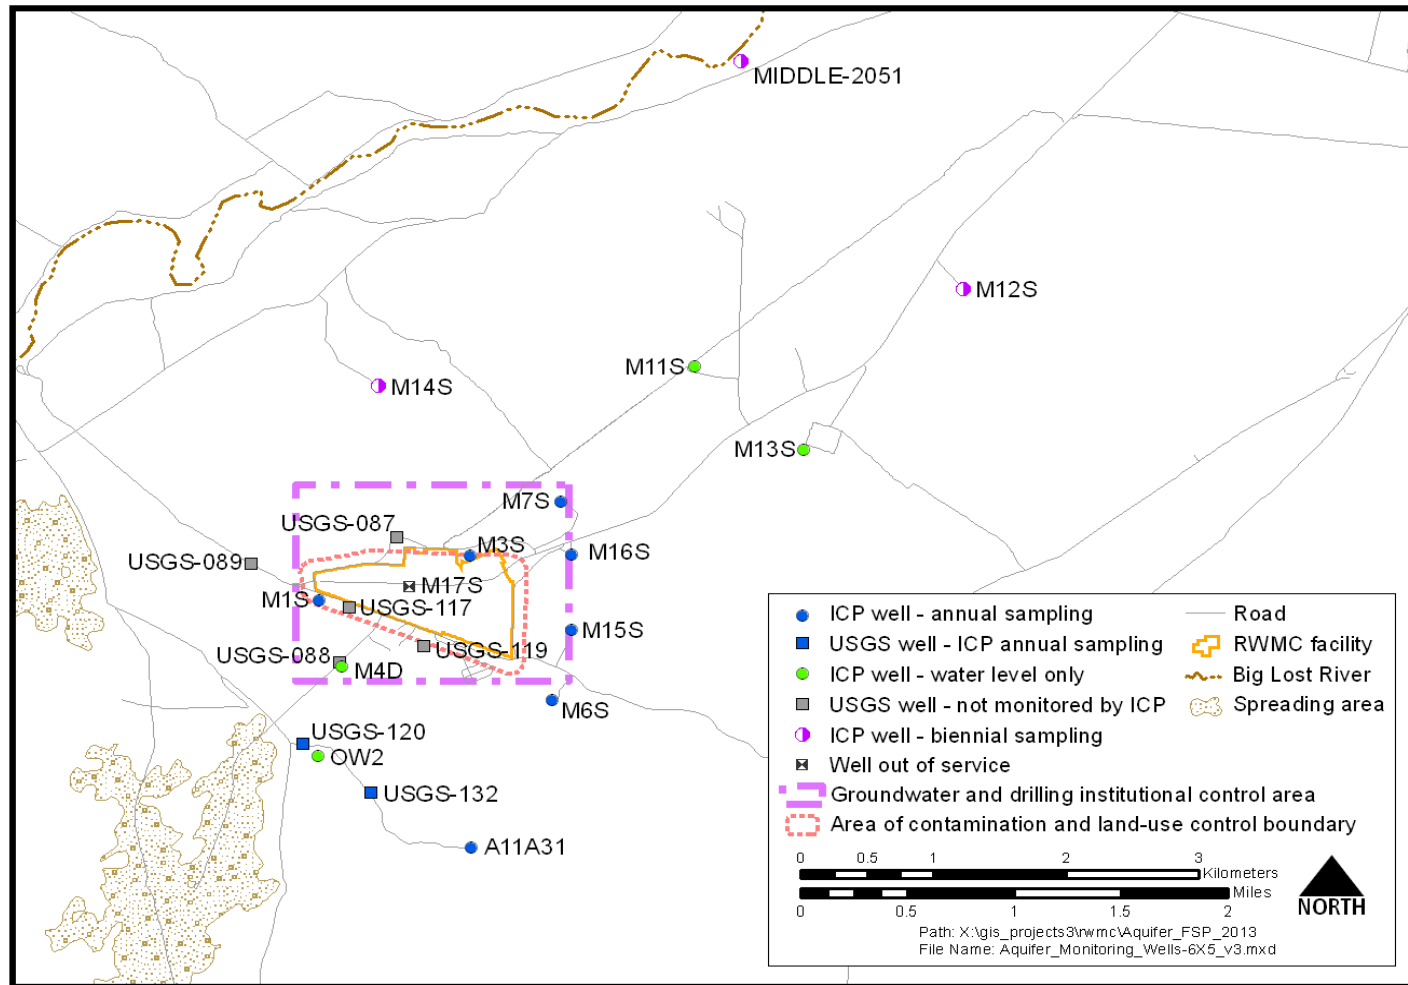 MIDDLE-2051
M12S
M11S
M14S
M13S
M7S
USGS-087
M3S
M16S
USGS-089
M17S
M1S
USGS-117
M15S
USGS-119
USGS-088
M4D
M6S
USGS-120
OW2
USGS-132
A11A31
ICP well - annual sampling
USGS well - ICP annual sampling
ICP well - water level only
USGS well - not monitored by ICP
ICP well - biennial sampling
Well out of service
Groundwater and drilling institutional control area
Area of contamination and land-use control boundary
Road
RWMC facility
Big Lost River
Spreading area
0 0.5 1 2 3
Kilometers
Miles
0 0.5 1 1.5 2
NORTH
Path: X:\gis_projects3\rwmc\Aquifer_FSP_2013
File Name: Aquifer_Monitoring_Wells-6X5_v3.mxd